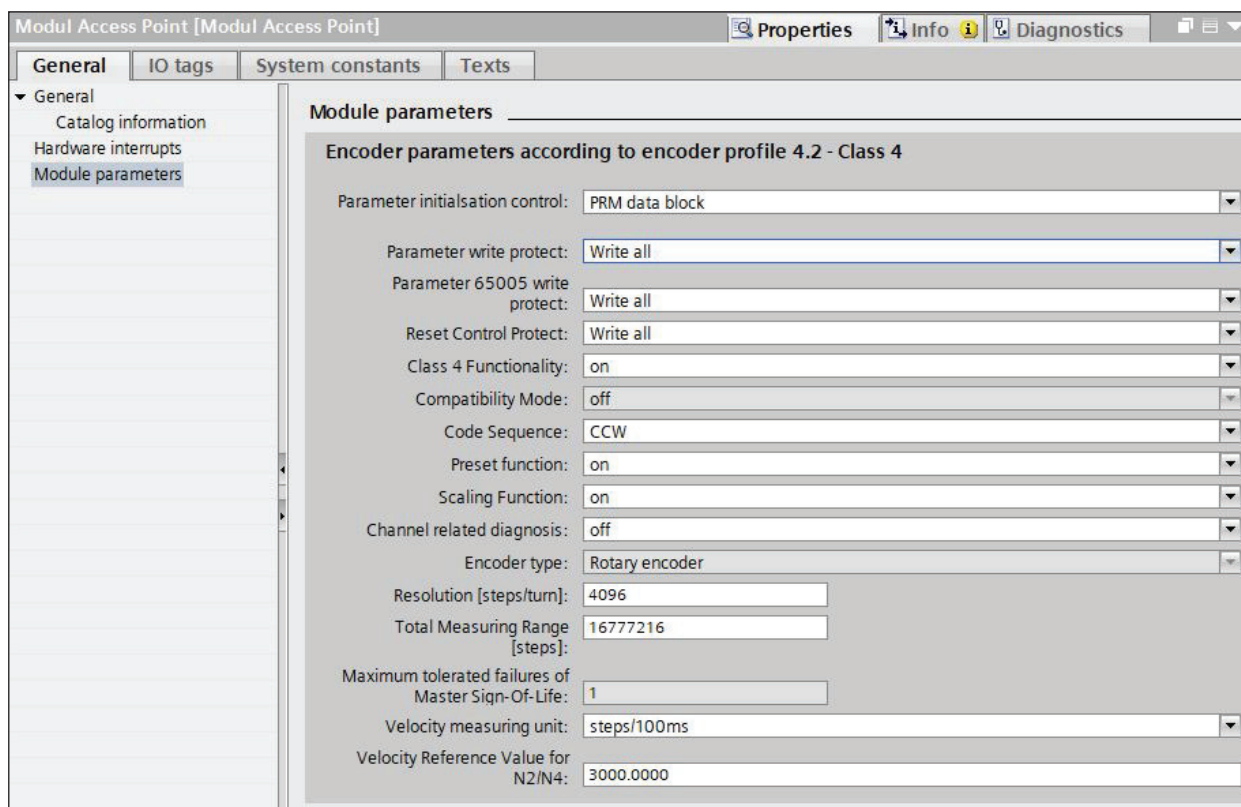 Modul Access Point [Modul Access Point]
Properties
Info
Diagnostics
General
IO tags
System constants
Texts
General
Catalog information
Hardware interrupts
Module parameters
Module parameters
Encoder parameters according to encoder profile 4.2 - Class 4
Parameter initialsation control: PRM data block
Parameter write protect: Write all
Parameter 65005 write
protect: Write all
Reset Control Protect: Write all
Class 4 Functionality: on
Compatibility Mode: off
Code Sequence: CCW
Preset function: on
Scaling Function: on
Channel related diagnosis: off
Encoder type: Rotary encoder
Resolution [steps/turn]: 4096
Total Measuring Range 16777216
[steps]:
Maximum tolerated failures of
Master Sign-Of-Life: 1
Velocity measuring unit: steps/100ms
Velocity Reference Value for
N2/N4: 3000.0000